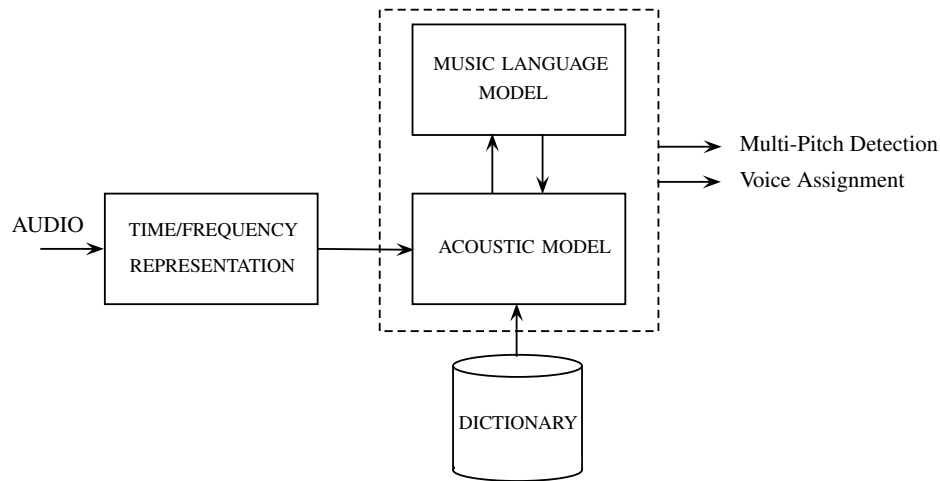 MUSIC LANGUAGE
MODEL
Multi-Pitch Detection
Voice Assignment
AUDIO
TIME/FREQUENCY
REPRESENTATION
ACOUSTIC MODEL
DICTIONARY